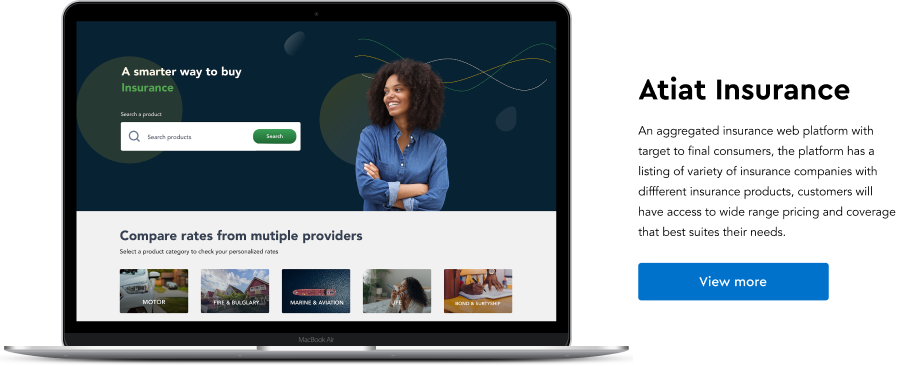 A smarter way to buy
Insurance
Search a product
Search products
Search
Compare rates from mutiple providers
Select a product category to check your personalized rates
MOTOR
FIRE & BULGLARY
MARINE & AVIATION
LIFE
BOND & SURTYSHIP
MacBook Air
Atiat Insurance
An aggregated insurance web platform with
target to final consumers, the platform has a
listing of variety of insurance companies with
diffferent insurance products, customers will
have access to wide range pricing and coverage
that best suites their needs.
View more